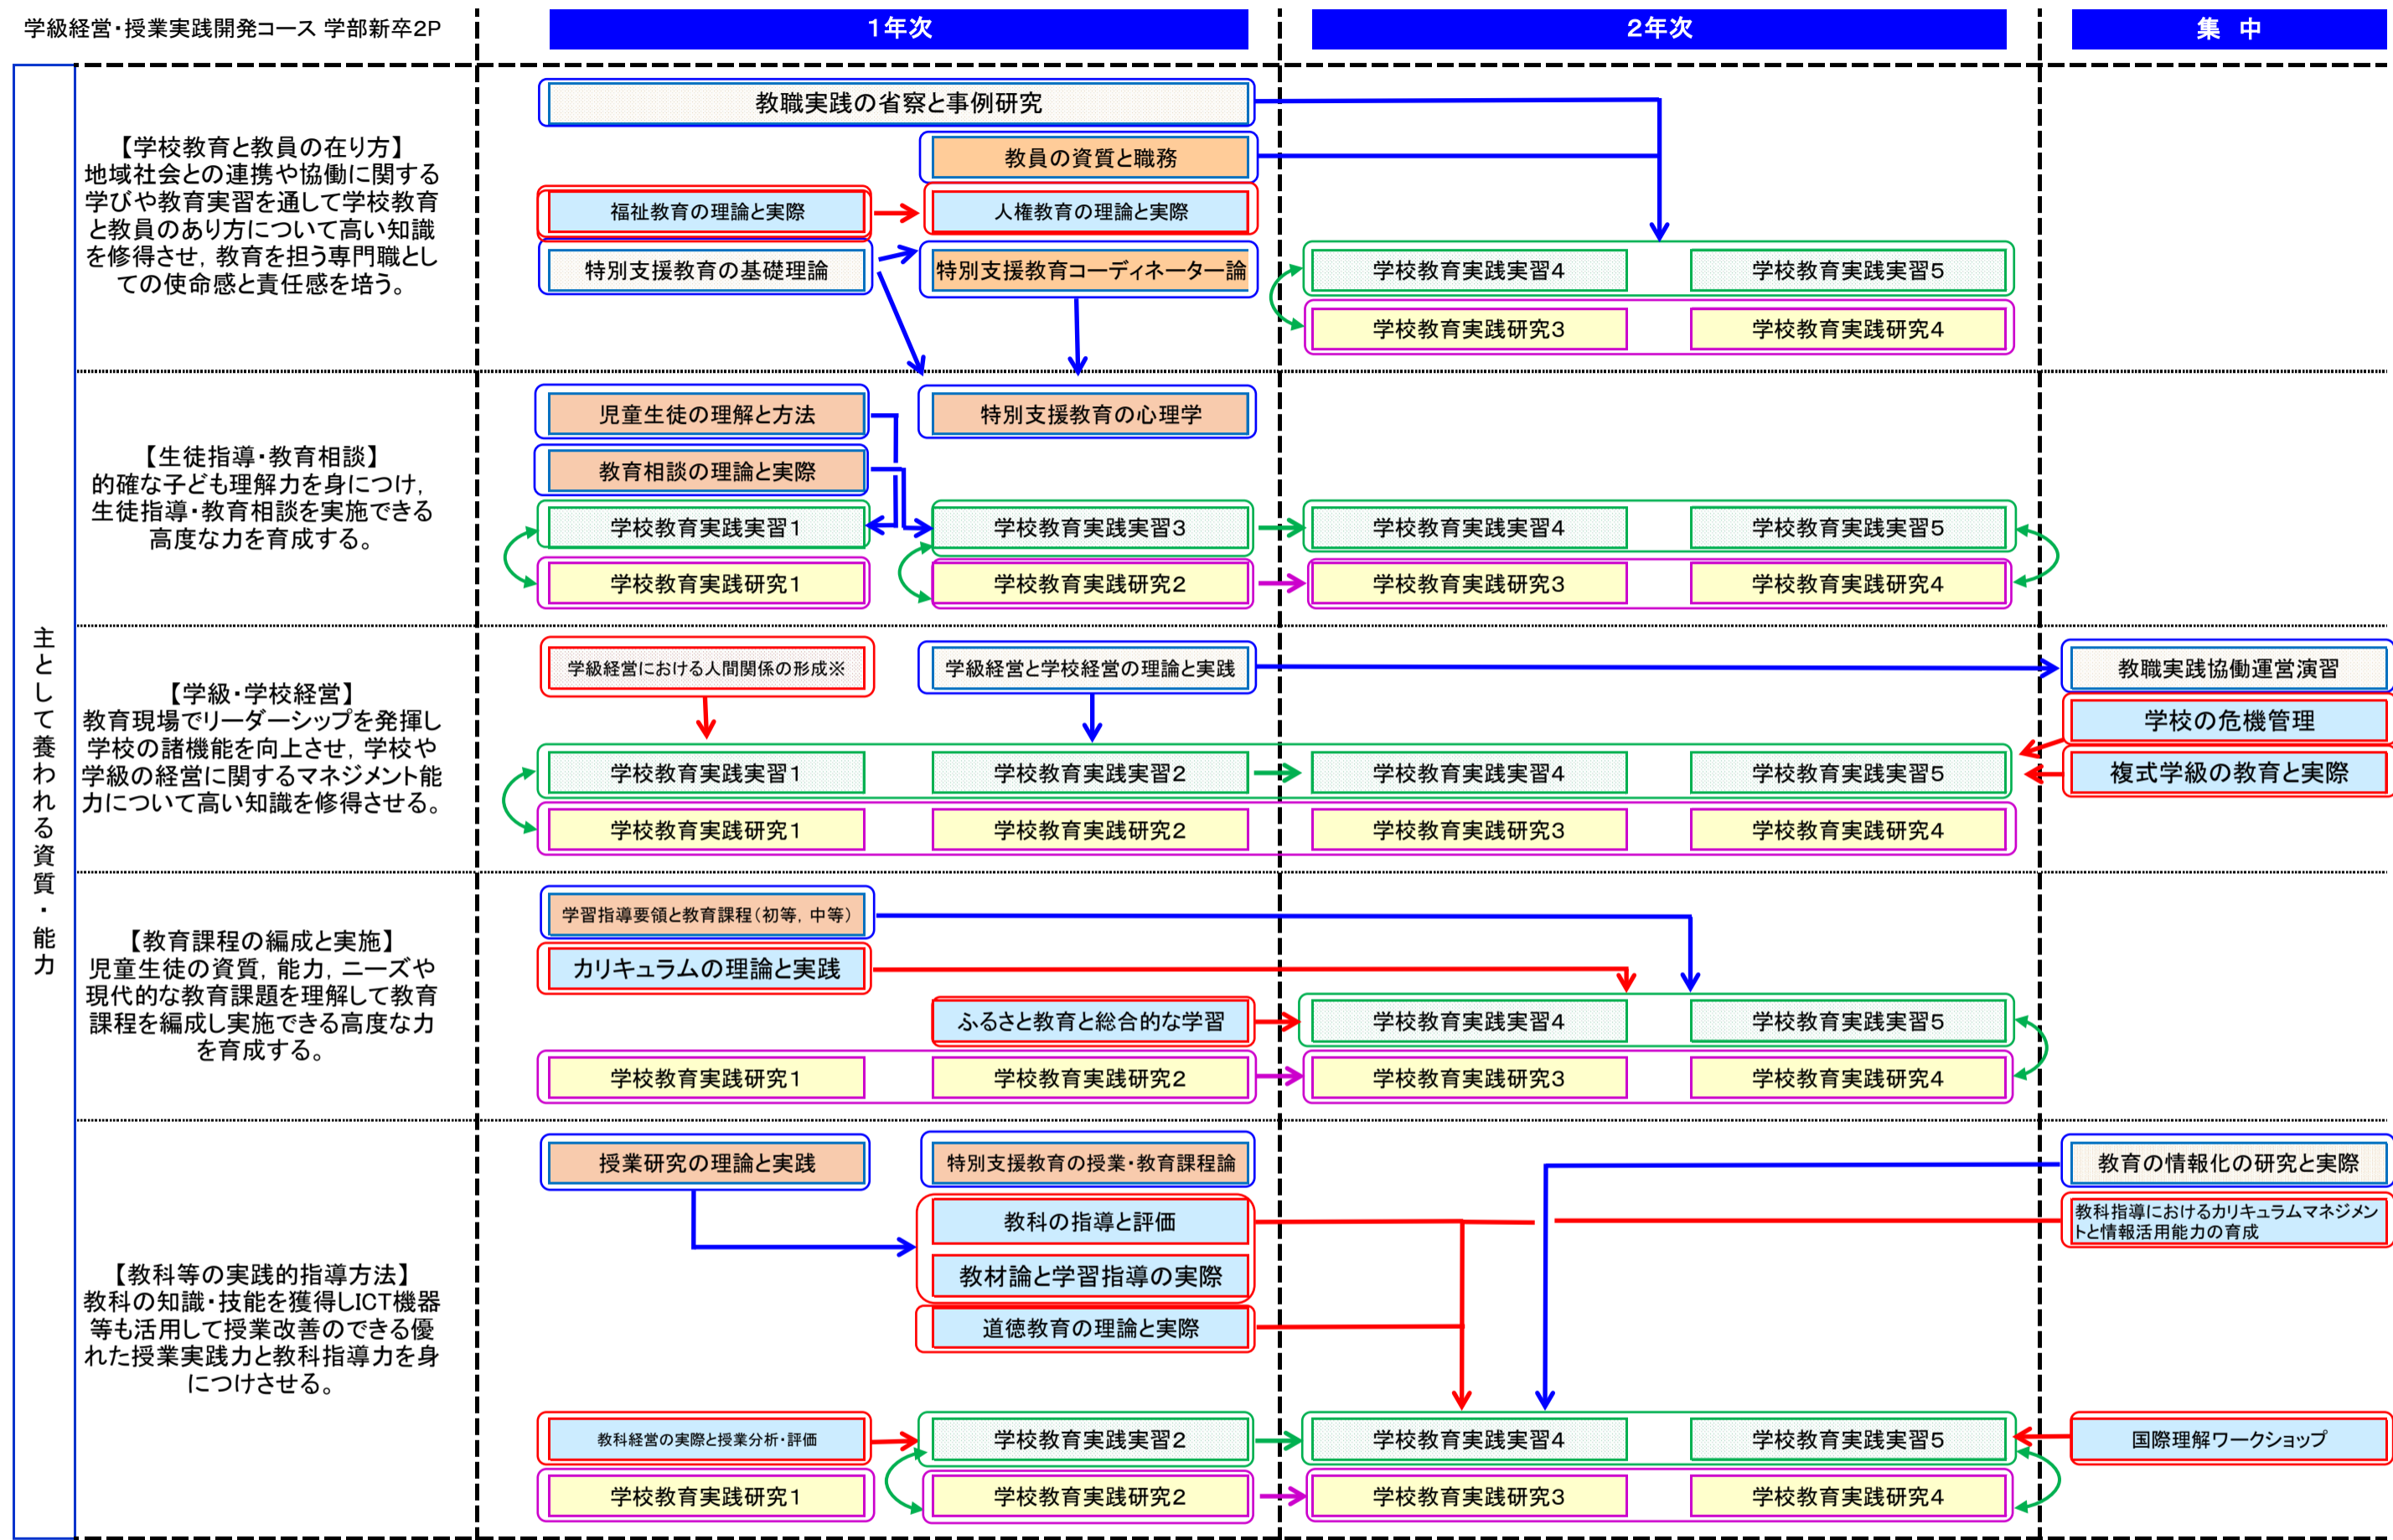 学級経営・授業実践開発コース 学部新卒2P
1年次
2年次
集 中
主として養われる資質・能力
【学校教育と教員の在り方】
地域社会との連携や協働に関する
学びや教育実習を通して学校教育
と教員のあり方について高い知識
を修得させ，教育を担う専門職とし
ての使命感と責任感を培う。
教職実践の省察と事例研究
教員の資質と職務
福祉教育の理論と実際
人権教育の理論と実際
特別支援教育の基礎理論
特別支援教育コーディネーター論
学校教育実践実習4
学校教育実践実習5
学校教育実践研究3
学校教育実践研究4
【生徒指導・教育相談】
的確な子ども理解力を身につけ，
生徒指導・教育相談を実施できる
高度な力を育成する。
児童生徒の理解と方法
特別支援教育の心理学
教育相談の理論と実際
学校教育実践実習1
学校教育実践実習3
学校教育実践実習4
学校教育実践実習5
学校教育実践研究1
学校教育実践研究2
学校教育実践研究3
学校教育実践研究4
【学級・学校経営】
教育現場でリーダーシップを発揮し
学校の諸機能を向上させ，学校や
学級の経営に関するマネジメント能
力について高い知識を修得させる。
学級経営における人間関係の形成※
学級経営と学校経営の理論と実践
教職実践協働運営演習
学校の危機管理
学校教育実践実習1
学校教育実践実習2
学校教育実践実習4
学校教育実践実習5
複式学級の教育と実際
学校教育実践研究1
学校教育実践研究2
学校教育実践研究3
学校教育実践研究4
【教育課程の編成と実施】
児童生徒の資質，能力，ニーズや
現代的な教育課題を理解して教育
課程を編成し実施できる高度な力
を育成する。
学習指導要領と教育課程（初等，中等）
カリキュラムの理論と実践
ふるさと教育と総合的な学習
学校教育実践実習4
学校教育実践実習5
学校教育実践研究1
学校教育実践研究2
学校教育実践研究3
学校教育実践研究4
【教科等の実践的指導方法】
教科の知識・技能を獲得しICT機器
等も活用して授業改善のできる優
れた授業実践力と教科指導力を身
につけさせる。
授業研究の理論と実践
特別支援教育の授業・教育課程論
教育の情報化の研究と実際
教科の指導と評価
教科指導におけるカリキュラムマネジメン
トと情報活用能力の育成
教材論と学習指導の実際
道徳教育の理論と実際
教科経営の実際と授業分析・評価
学校教育実践実習2
学校教育実践実習4
学校教育実践実習5
国際理解ワークショップ
学校教育実践研究1
学校教育実践研究2
学校教育実践研究3
学校教育実践研究4